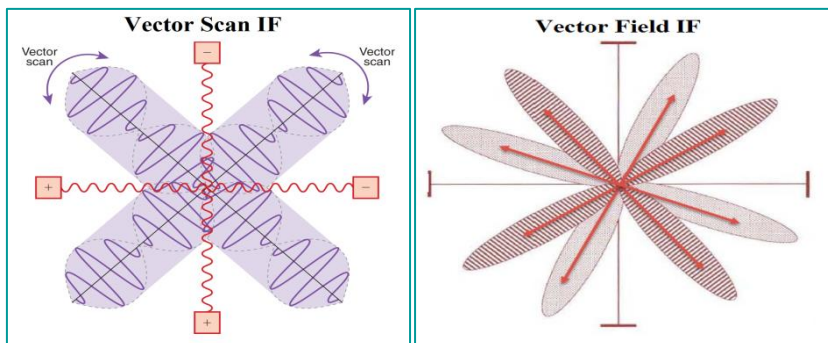 Vector Scan IF
Vector
scan
Vector
scan
−
+
−
+
Vector Field IF